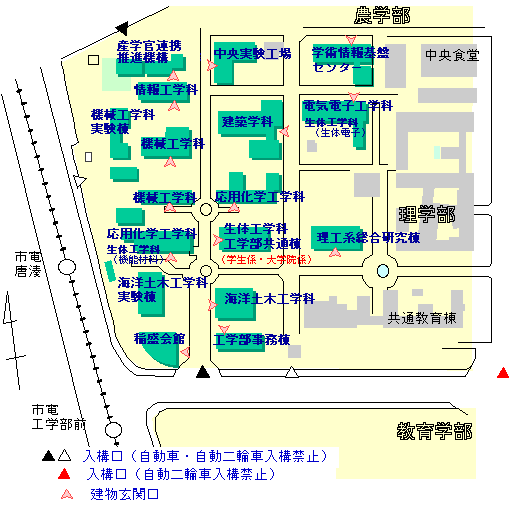 農学部
産学官連携
推進機構
中央実験工場
学術情報基盤
センター
中央食堂
情報工学科
機械工学科
実験棟
建築学科
電気電子工学科
生体工学科
（生体電子）
機械工学科
機械工学科
応用化学工学科
理学部
応用化学工学科
生体工学科
（機能材料）
生体工学科
工学部共通棟
（学生係・大学院係）
理工系総合研究棟
市電
唐湊
海洋土木工学科
実験棟
海洋土木工学科
共通教育棟
稲盛会館
工学部事務棟
市電
工学部前
教育学部
入構口（自動車・自動二輪車入構禁止）
入構口（自動二輪車入構禁止）
建物玄関口